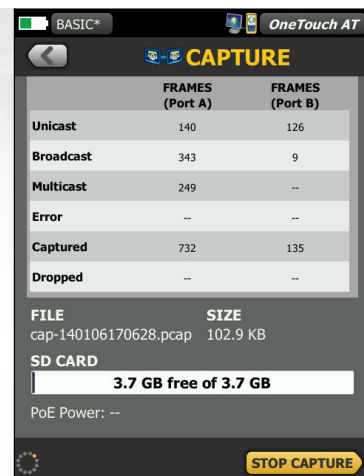 BASIC*
OneTouch AT
CAPTURE
FRAMES FRAMES
(Port A) (Port B)
Unicast 140 126
Broadcast 343 9
Multicast 249 --
Error -- --
Captured 732 135
Dropped -- --
FILE SIZE
cap-140106170628.pcap 102.9 KB
SD CARD
3.7 GB free of 3.7 GB
PoE Power: --
STOP CAPTURE